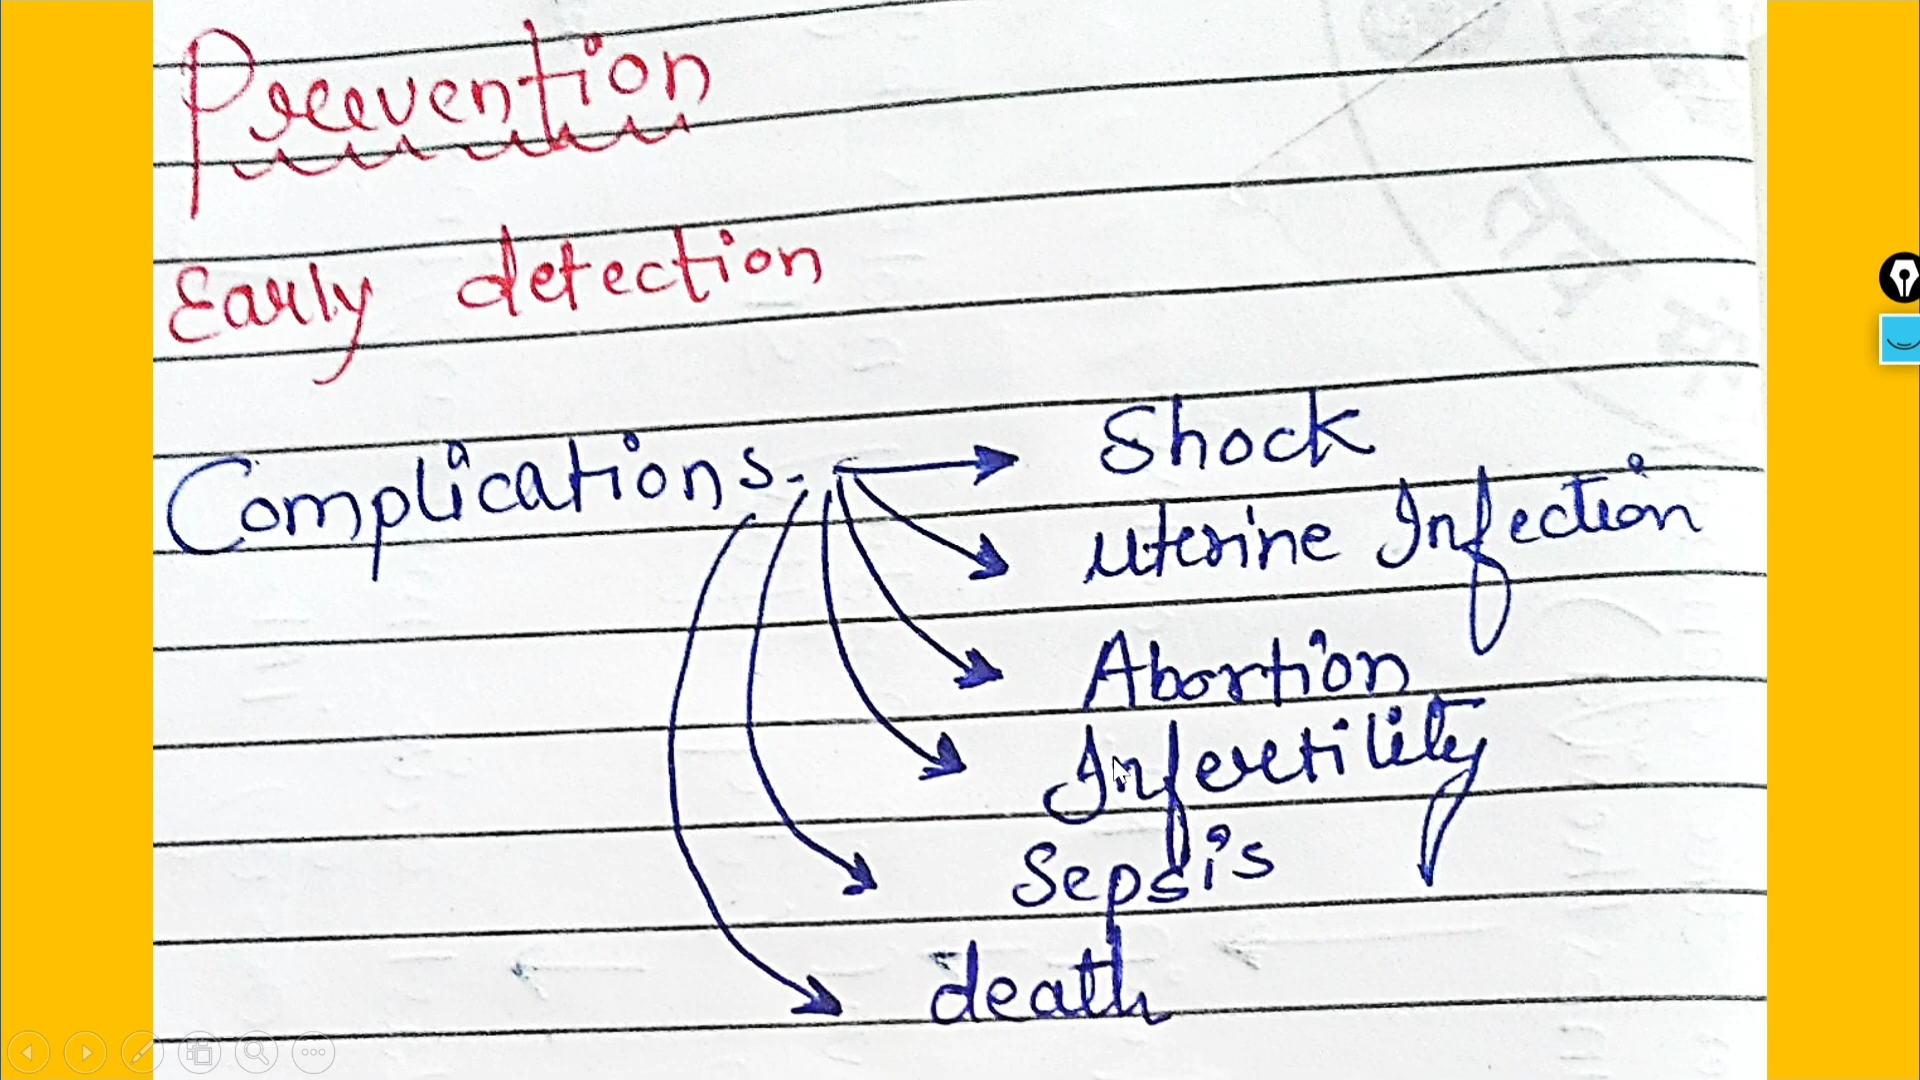 Prevention
Early detection
Complications.
Shock
uterine Infection
Abortion
Infertility
Sepsis
death